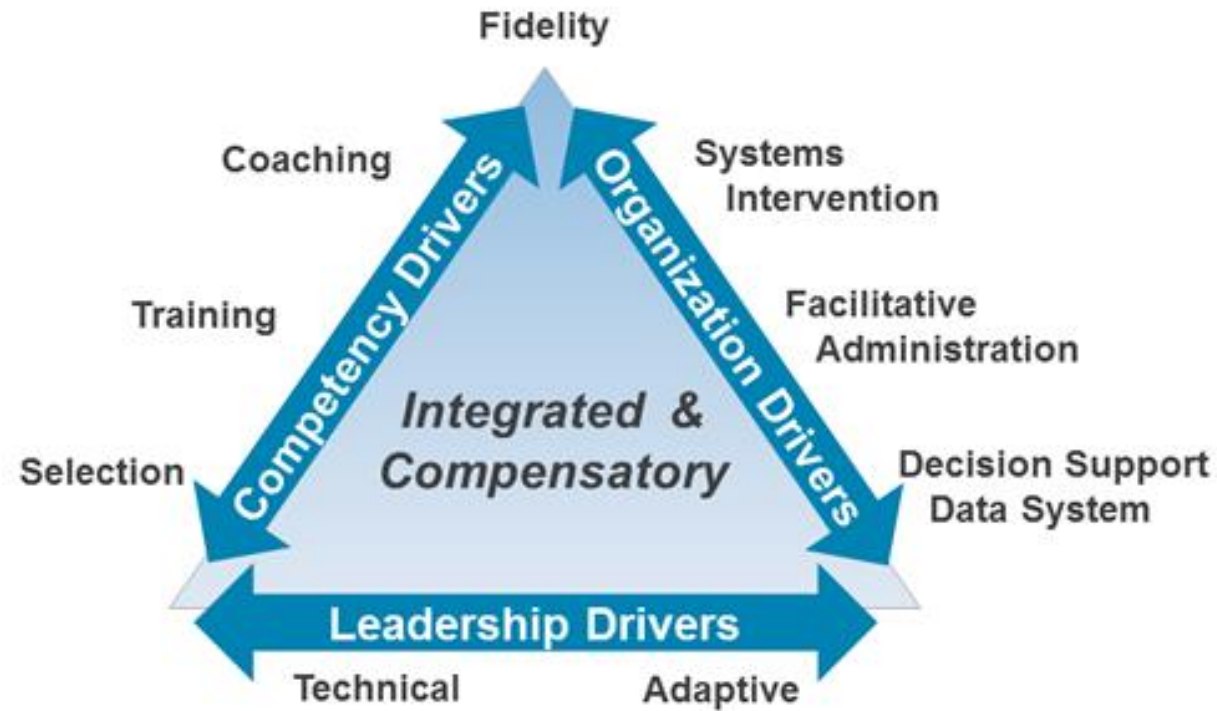 Fidelity
Coaching
Training
Selection
Competency Drivers
Systems
Intervention
Facilitative
Administration
Decision Support
Data System
Organization Drivers
Integrated &
Compensatory
Leadership Drivers
Technical
Adaptive